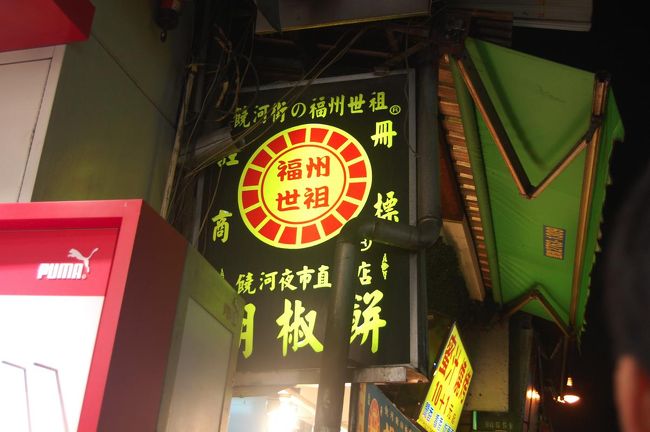 饒河街の福州世祖®
註冊
商標
福州
世祖
饒河夜市直 店
胡椒餅
PUMA